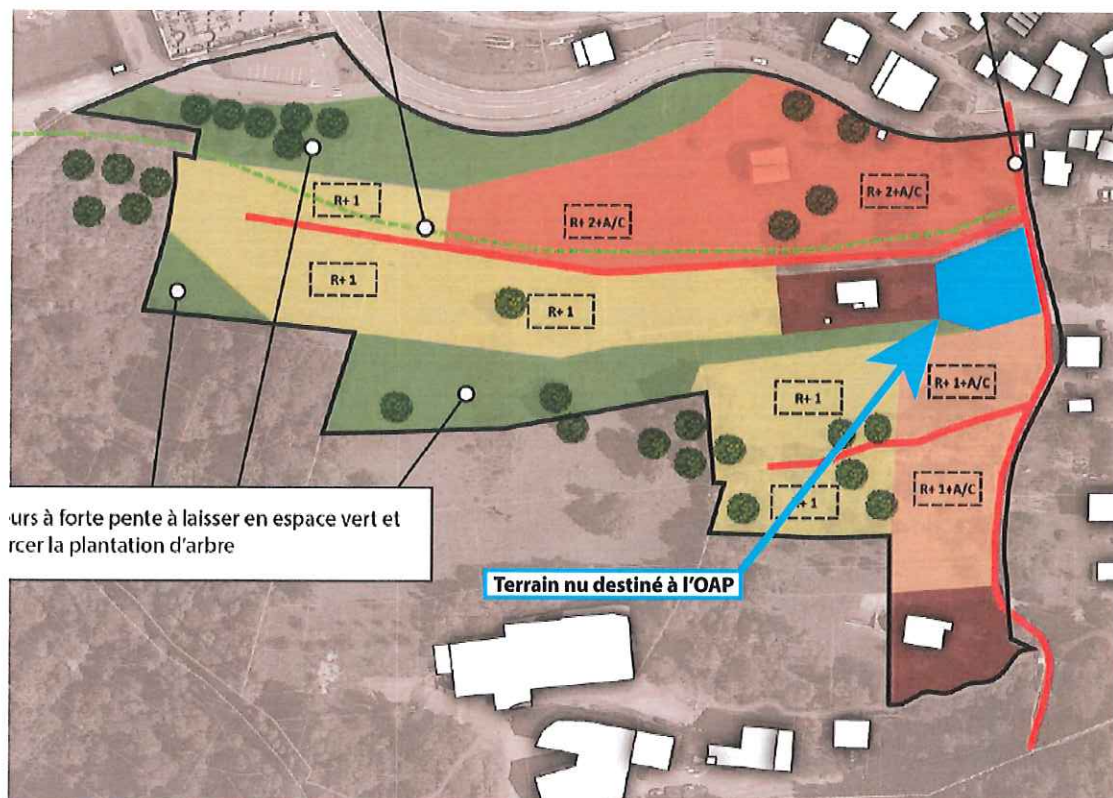 R+ 2+A/C
R+ 1
R+ 2+A/C
R+ 1
R+ 1
R+ 1+A/C
R+ 1
R+ 1+A/C
R+ 1
urs à forte pente à laisser en espace vert et
rcer la plantation d'arbre
Terrain nu destiné à l'OAP